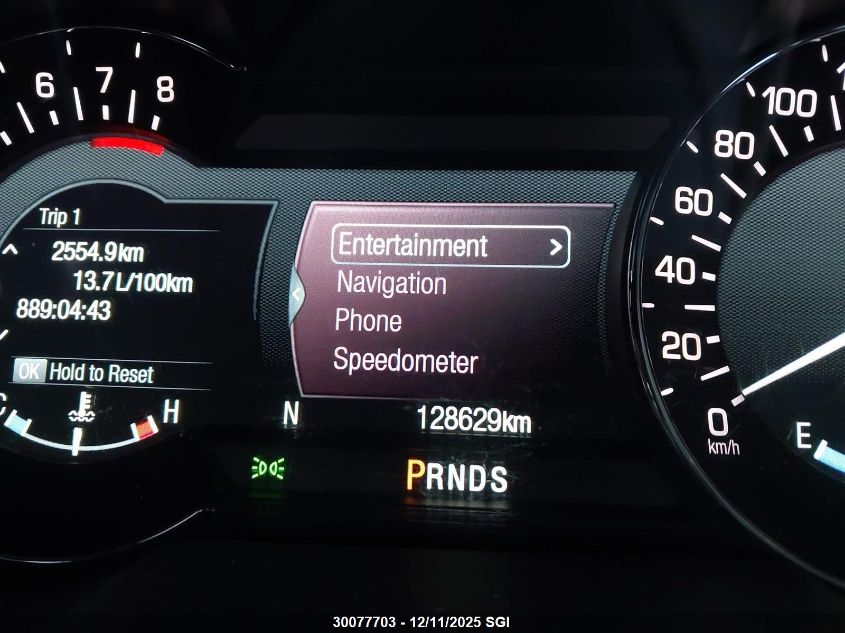 6 7 8
Trip 1
2554.9km
13.7L/100km
889:04:43
OK Hold to Reset
H
Entertainment >
Navigation
Phone
Speedometer
N 128629km
PRNDS
100
80
60
40
20
0
km/h
E
30077703 - 12/11/2025 SGI